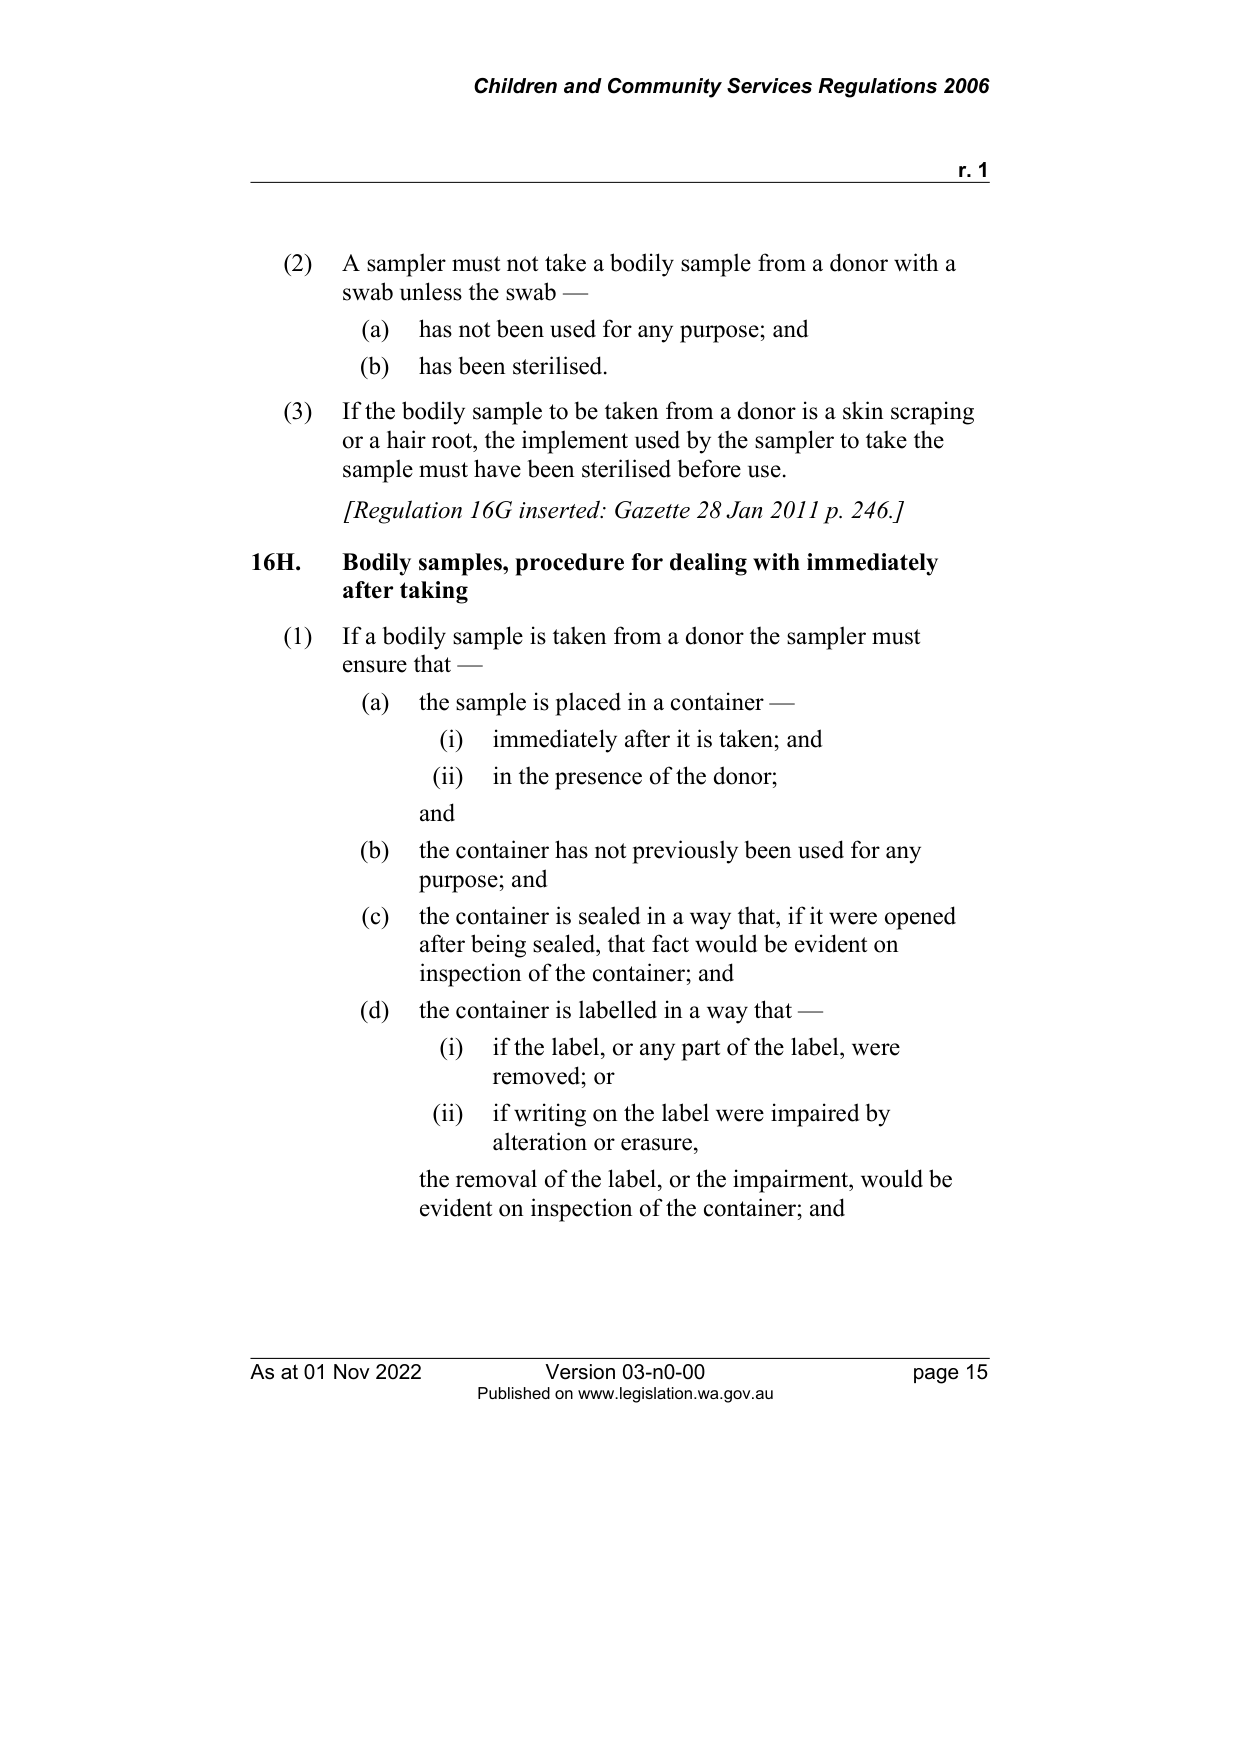 Children and Community Services Regulations 2006
r. 1
(2) A sampler must not take a bodily sample from a donor with a
swab unless the swab —
(a) has not been used for any purpose; and
(b) has been sterilised.
(3) If the bodily sample to be taken from a donor is a skin scraping
or a hair root, the implement used by the sampler to take the
sample must have been sterilised before use.
[Regulation 16G inserted: Gazette 28 Jan 2011 p. 246.]
16H. Bodily samples, procedure for dealing with immediately
after taking
(1) If a bodily sample is taken from a donor the sampler must
ensure that —
(a) the sample is placed in a container —
(i) immediately after it is taken; and
(ii) in the presence of the donor;
and
(b) the container has not previously been used for any
purpose; and
(c) the container is sealed in a way that, if it were opened
after being sealed, that fact would be evident on
inspection of the container; and
(d) the container is labelled in a way that —
(i) if the label, or any part of the label, were
removed; or
(ii) if writing on the label were impaired by
alteration or erasure,
the removal of the label, or the impairment, would be
evident on inspection of the container; and
As at 01 Nov 2022 Version 03-n0-00 page 15
Published on www.legislation.wa.gov.au